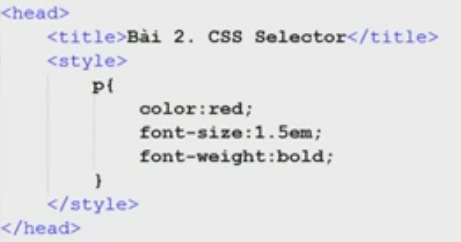 <head>
<title>Bài 2. CSS Selector</title>
<style>
p{
color:red;
font-size:1.5em;
font-weight:bold;
}
</style>
</head>